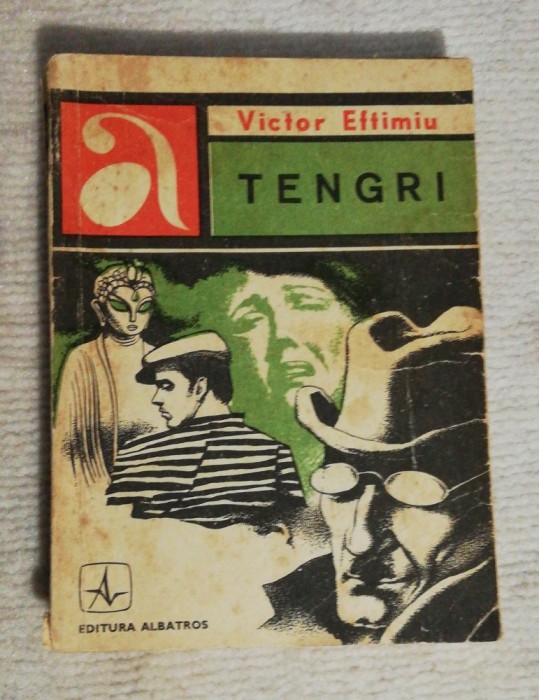 a
Victor Eftimiu
TENGRI
EDITURA ALBATROS